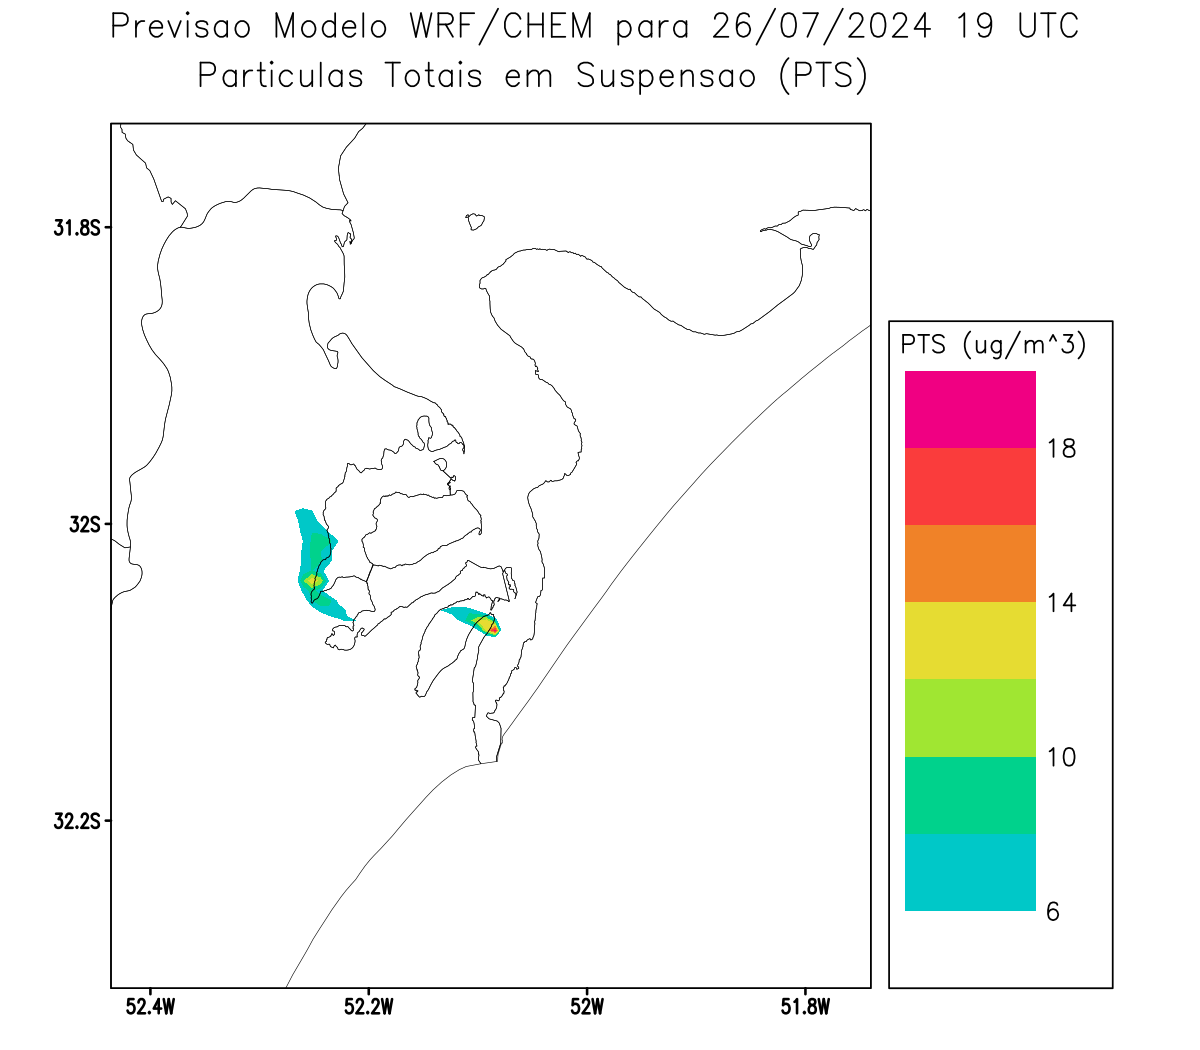 Previsao Modelo WRF/CHEM para 26/07/2024 19 UTC
Particulas Totais em Suspensao (PTS)
31.8S
32S
32.2S
52.4W
52.2W
52W
51.8W
PTS (ug/m^3)
18
14
10
6